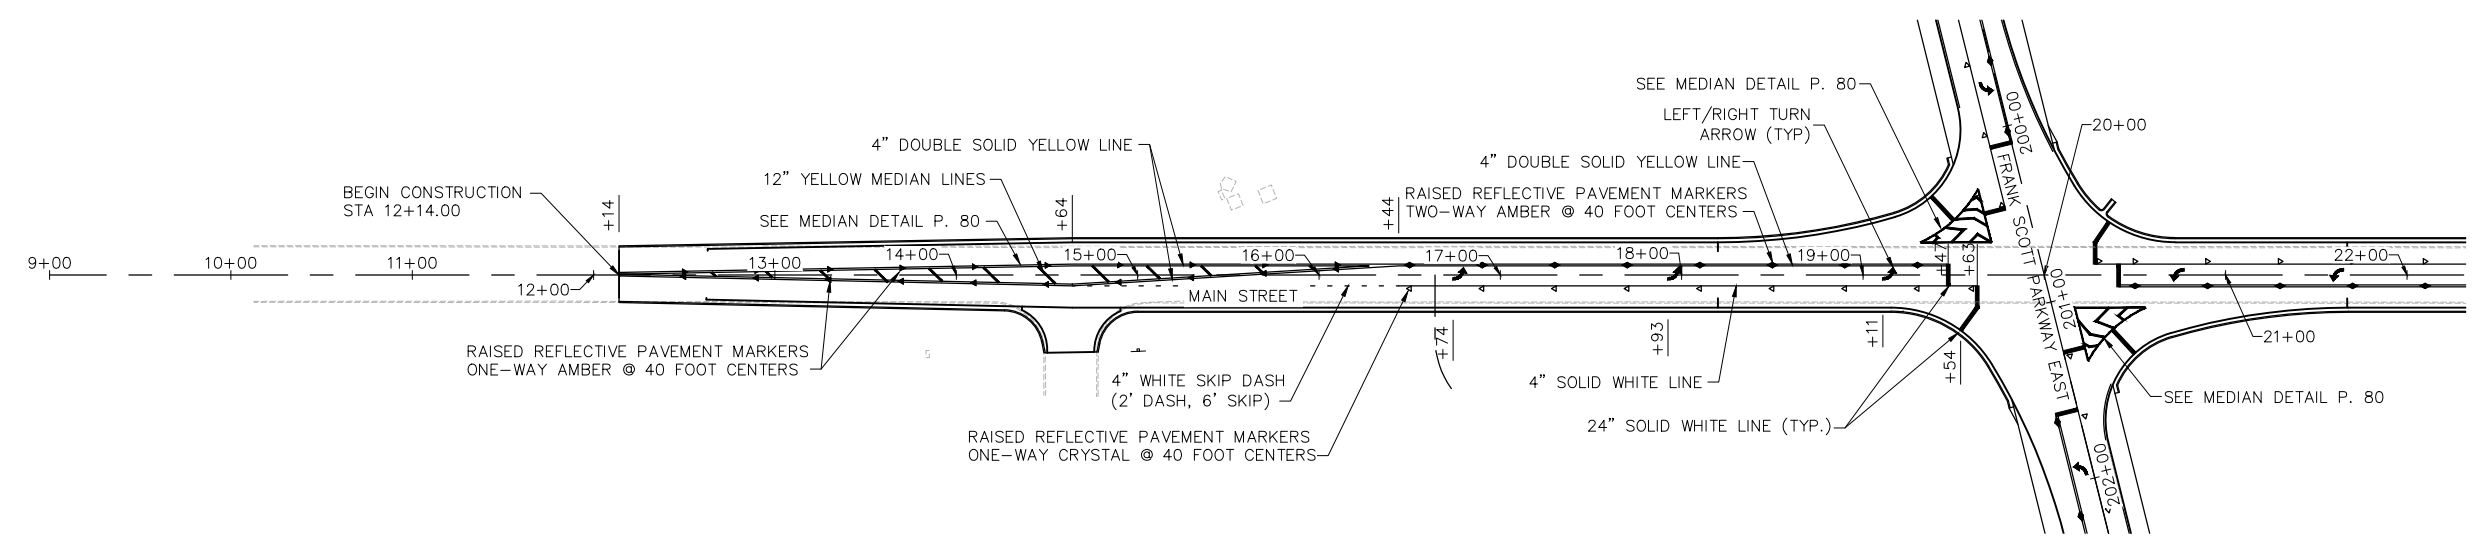 SEE MEDIAN DETAIL P. 80
LEFT/RIGHT TURN
ARROW (TYP)
200+00
20+00
4" DOUBLE SOLID YELLOW LINE
4" DOUBLE SOLID YELLOW LINE
FRANK SCOTT PARKWAY EAST
12" YELLOW MEDIAN LINES
BEGIN CONSTRUCTION
STA 12+14.00
RAISED REFLECTIVE PAVEMENT MARKERS
TWO-WAY AMBER @ 40 FOOT CENTERS
+14
+64
+44
SEE MEDIAN DETAIL P. 80
9+00
10+00
11+00
12+00
13+00
14+00
15+00
16+00
17+00
18+00
19+00
+47
+63
22+00
MAIN STREET
201+00
21+00
RAISED REFLECTIVE PAVEMENT MARKERS
ONE-WAY AMBER @ 40 FOOT CENTERS
+74
+93
+11
+54
4" WHITE SKIP DASH
(2' DASH, 6' SKIP)
4" SOLID WHITE LINE
SEE MEDIAN DETAIL P. 80
24" SOLID WHITE LINE (TYP.)
RAISED REFLECTIVE PAVEMENT MARKERS
ONE-WAY CRYSTAL @ 40 FOOT CENTERS
202+00